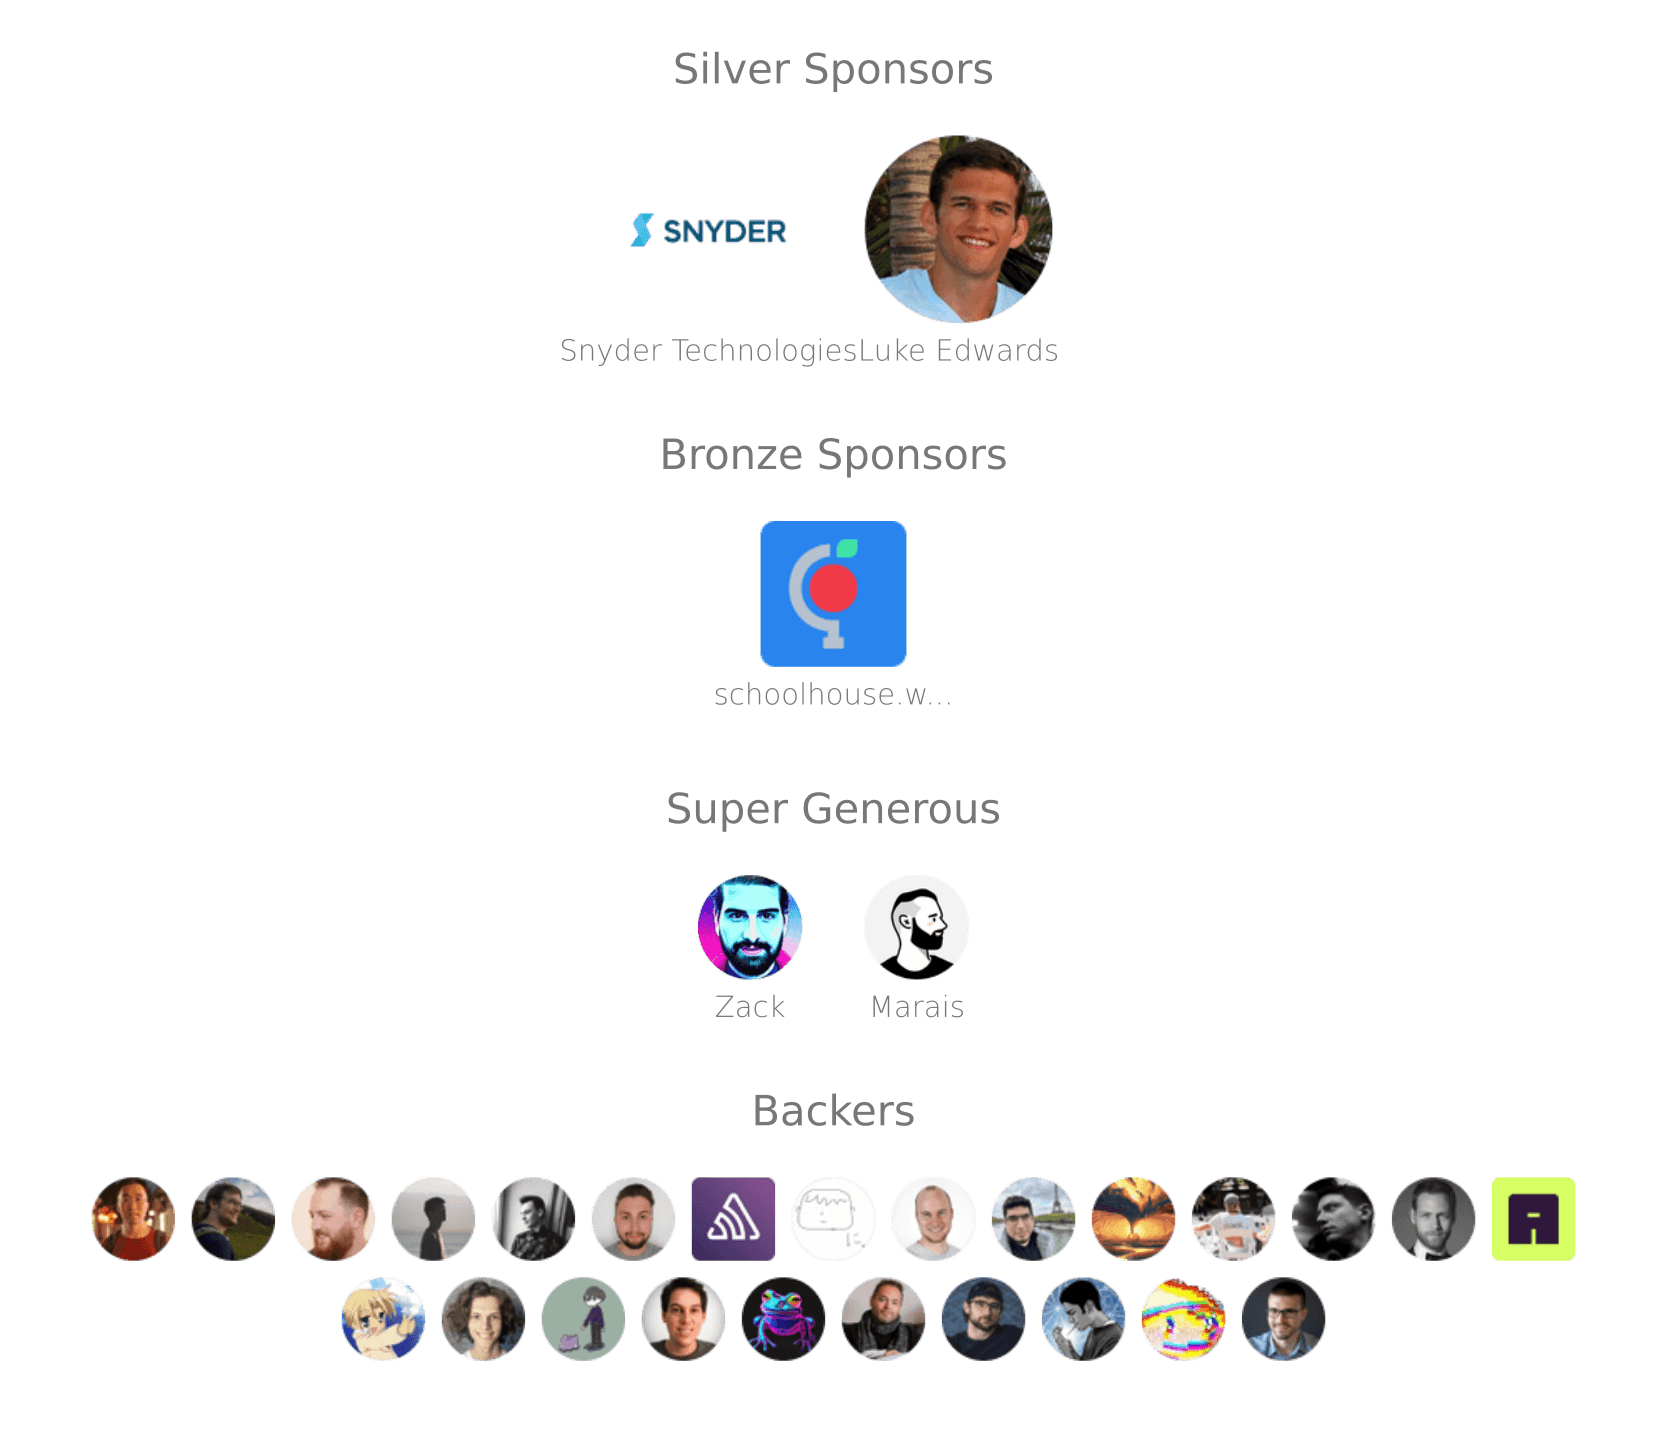 Silver Sponsors
SNYDER
Snyder TechnologiesLuke Edwards
Bronze Sponsors
schoolhouse.w...
Super Generous
Zack Marais
Backers